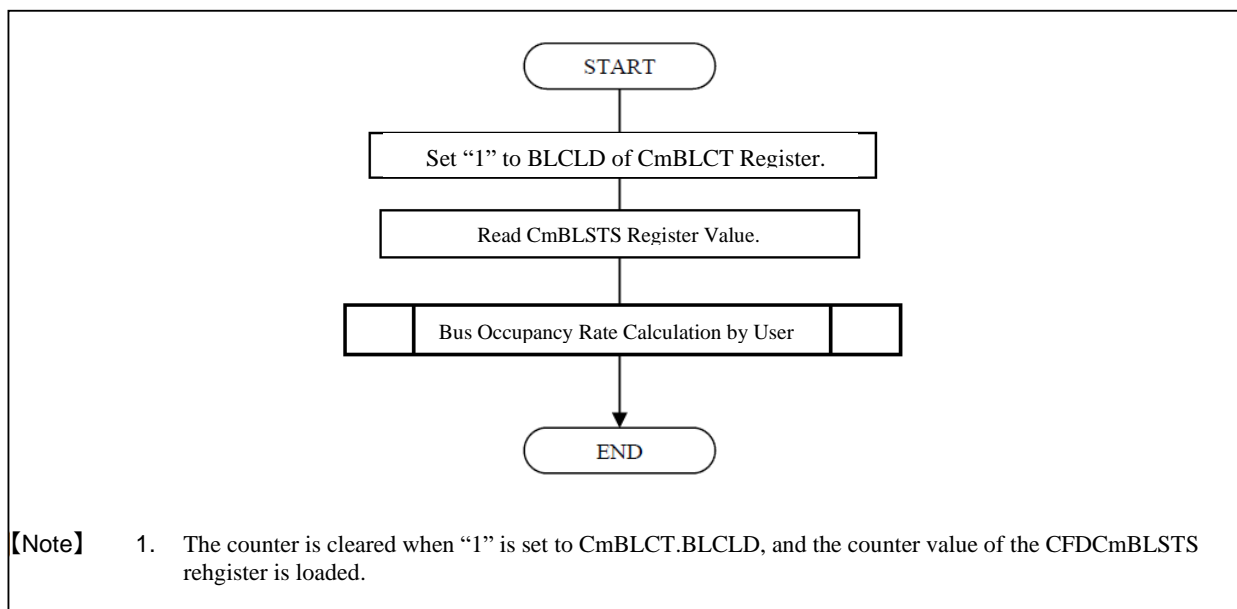 START
Set “1” to BLCLD of CmBLCT Register.
Read CmBLSTS Register Value.
Bus Occupancy Rate Calculation by User
END
【Note】 1. The counter is cleared when “1” is set to CmBLCT.BLCLD, and the counter value of the CFDCmBLSTS
rehgister is loaded.